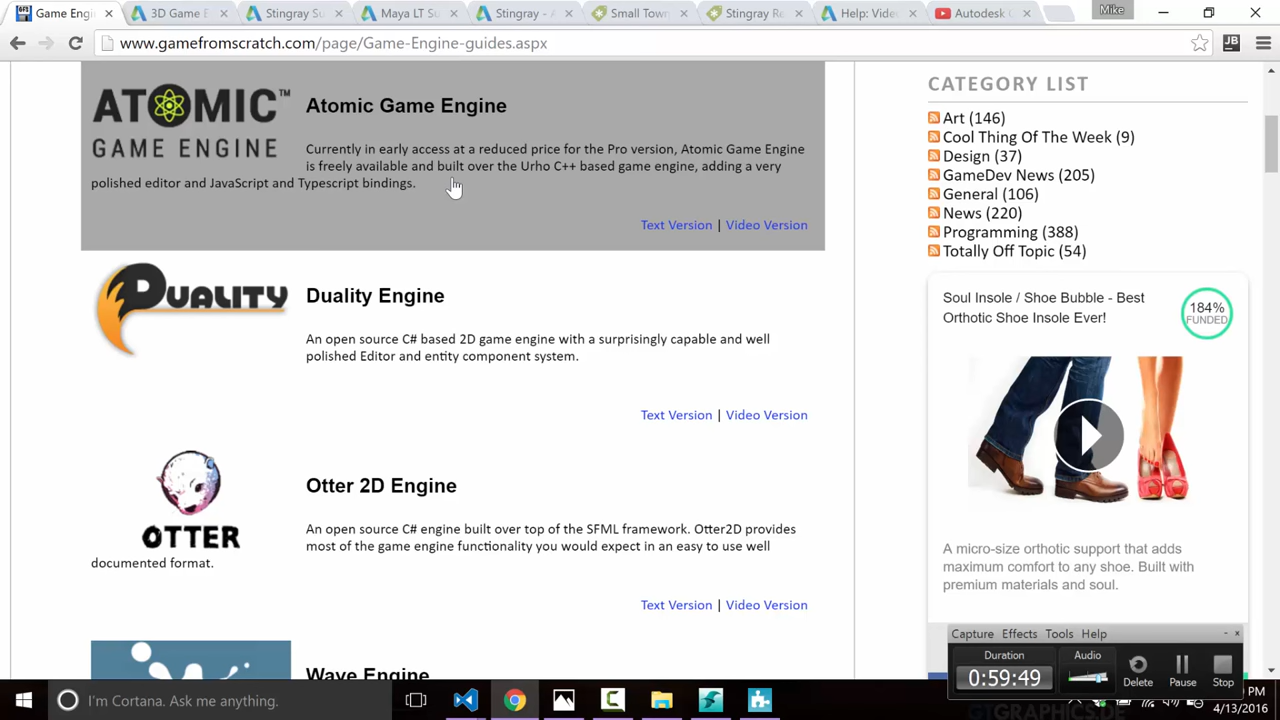 Game Engin
3D Game E
Stingray Su
Maya LT Su
Stingray - A
Small Town
Stingray Re
Help: Video
Autodesk G
Mike
www.gamefromscratch.com/page/Game-Engine-guides.aspx
JB
ATOMIC™
GAME ENGINE
Atomic Game Engine
Currently in early access at a reduced price for the Pro version, Atomic Game Engine
is freely available and built over the Urho C++ based game engine, adding a very
polished editor and JavaScript and Typescript bindings.
Text Version | Video Version
DUALITY
Duality Engine
An open source C# based 2D game engine with a surprisingly capable and well
polished Editor and entity component system.
Text Version | Video Version
OTTER
Otter 2D Engine
An open source C# engine built over top of the SFML framework. Otter2D provides
most of the game engine functionality you would expect in an easy to use well
documented format.
Text Version | Video Version
Wave Engine
CATEGORY LIST
Art (146)
Cool Thing Of The Week (9)
Design (37)
GameDev News (205)
General (106)
News (220)
Programming (388)
Totally Off Topic (54)
Soul Insole / Shoe Bubble - Best
Orthotic Shoe Insole Ever!
184%
FUNDED
A micro-size orthotic support that adds
maximum comfort to any shoe. Built with
premium materials and soul.
Capture Effects Tools Help
Duration
0:59:49
Audio
Delete
Pause
Stop
I'm Cortana. Ask me anything.
PM
4/13/2016